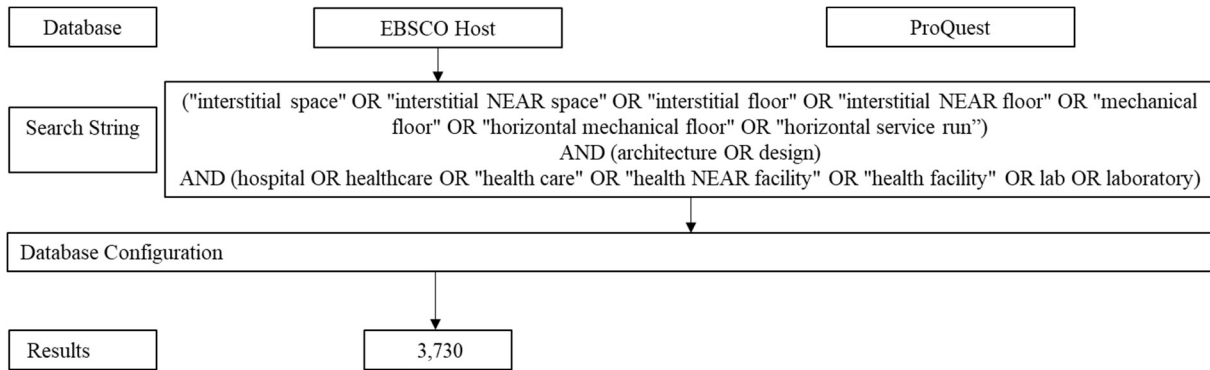 Database
EBSCO Host
ProQuest
Search String
("interstitial space" OR "interstitial NEAR space" OR "interstitial floor" OR "interstitial NEAR floor" OR "mechanical
floor" OR "horizontal mechanical floor" OR "horizontal service run”)
AND (architecture OR design)
AND (hospital OR healthcare OR "health care" OR "health NEAR facility" OR "health facility" OR lab OR laboratory)
Database Configuration
Results
3,730